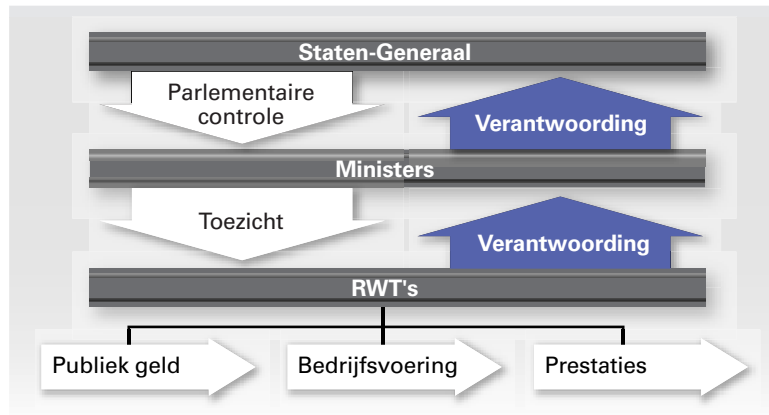 Staten-Generaal
Parlementaire
controle
Verantwoording
Ministers
Toezicht
Verantwoording
RWT's
Publiek geld
Bedrijfsvoering
Prestaties